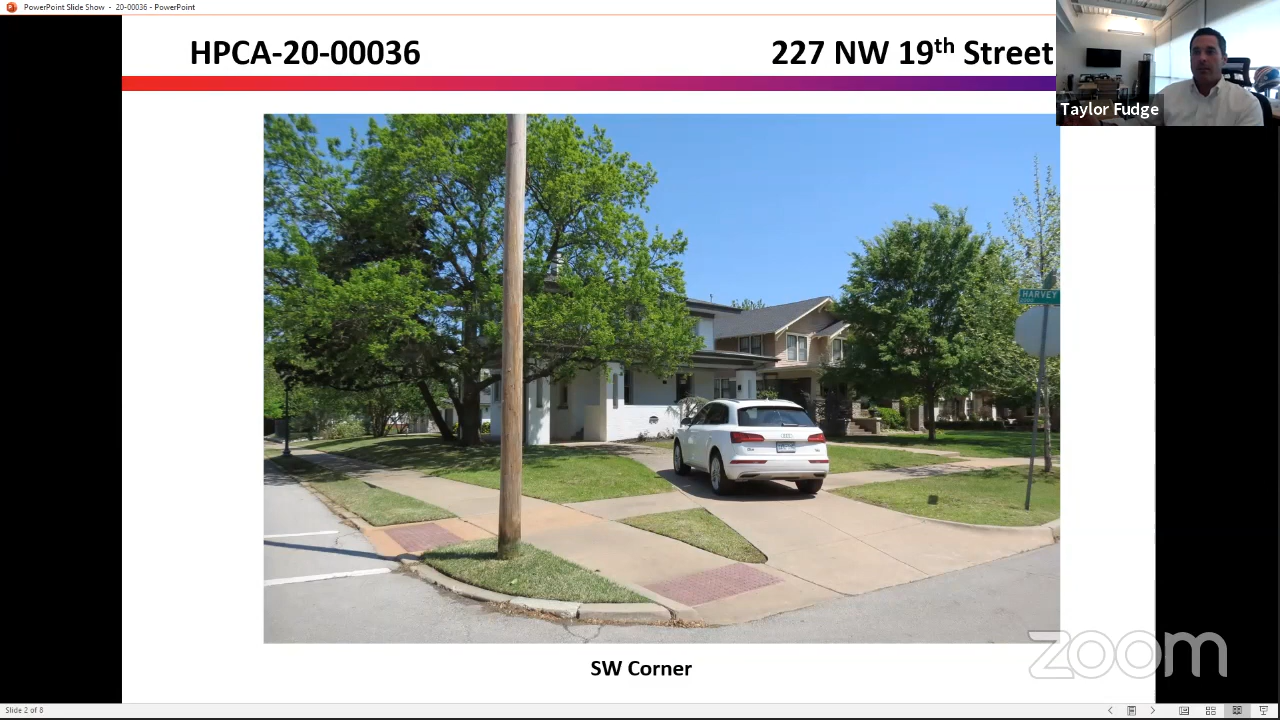 PowerPoint Slide Show - 20-00036 - PowerPoint
HPCA-20-00036
227 NW 19th Street
Taylor Fudge
HARVEY
SW Corner
zoom
Slide 2 of 8